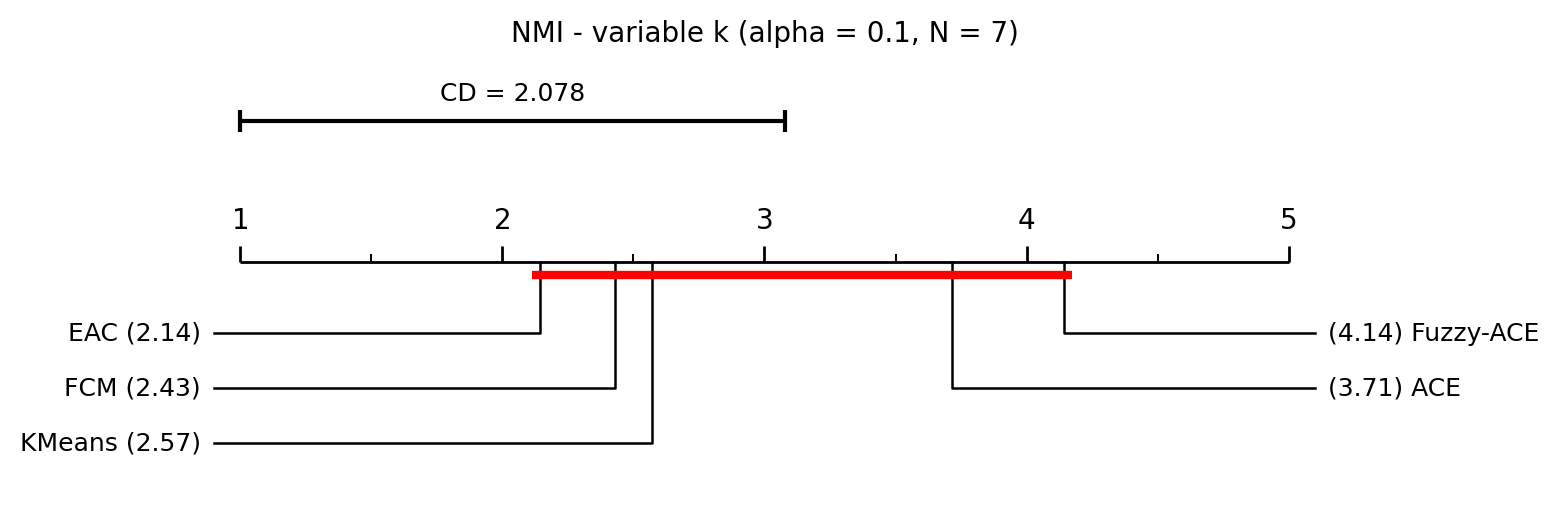 NMI - variable k (alpha = 0.1, N = 7)
CD = 2.078
1 2 3 4 5
EAC (2.14) (4.14) Fuzzy-ACE
FCM (2.43) (3.71) ACE
KMeans (2.57)